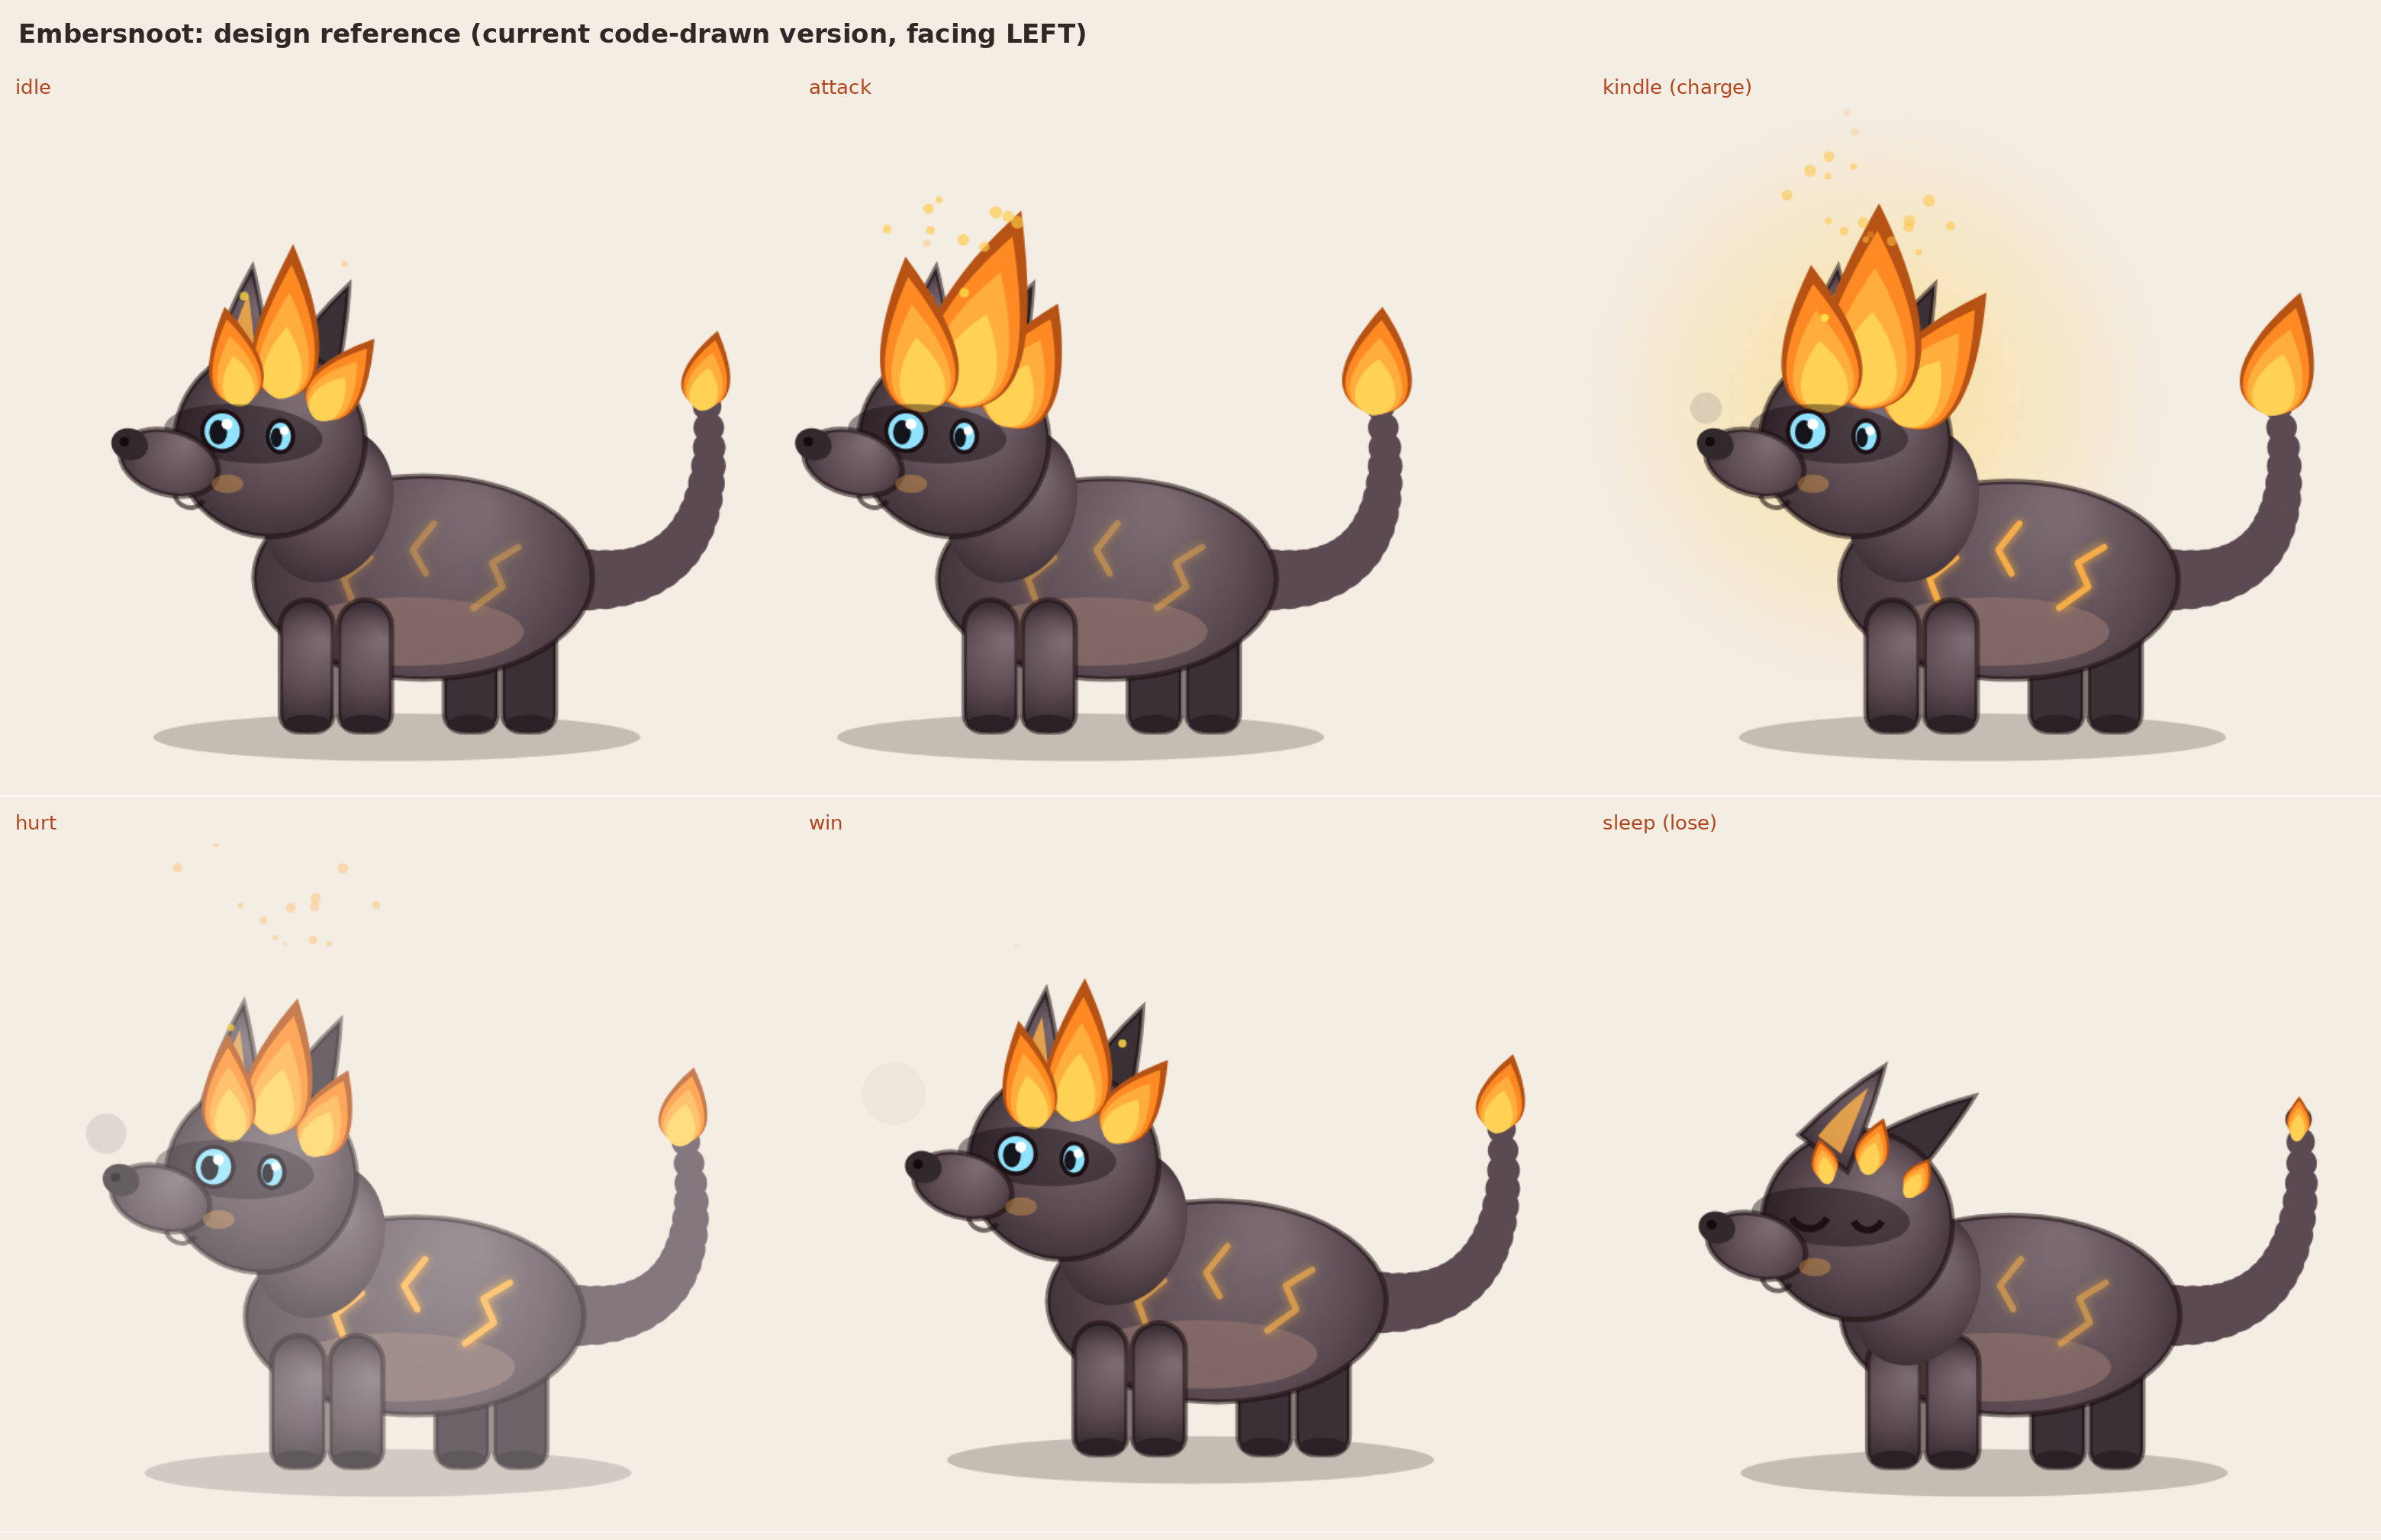 Embersnoot: design reference (current code-drawn version, facing LEFT)
idle
attack
kindle (charge)
hurt
win
sleep (lose)